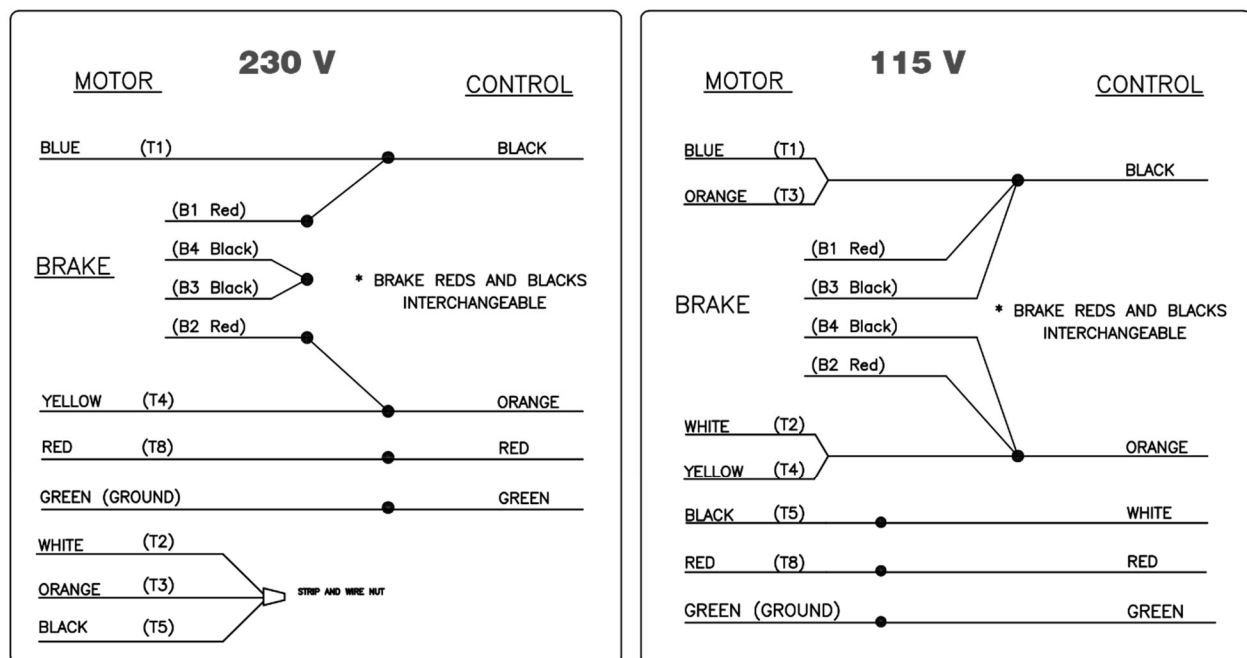 230 V
MOTOR CONTROL
BLUE (T1) BLACK
(B1 Red)
(B4 Black)
BRAKE
(B3 Black)
* BRAKE REDS AND BLACKS
INTERCHANGEABLE
(B2 Red)
YELLOW (T4) ORANGE
RED (T8) RED
GREEN (GROUND) GREEN
WHITE (T2)
ORANGE (T3)
STRIP AND WIRE NUT
BLACK (T5)
115 V
MOTOR CONTROL
BLUE (T1)
BLACK
ORANGE (T3)
(B1 Red)
(B3 Black)
BRAKE
* BRAKE REDS AND BLACKS
INTERCHANGEABLE
(B4 Black)
(B2 Red)
WHITE (T2)
ORANGE
YELLOW (T4)
BLACK (T5) WHITE
RED (T8) RED
GREEN (GROUND) GREEN